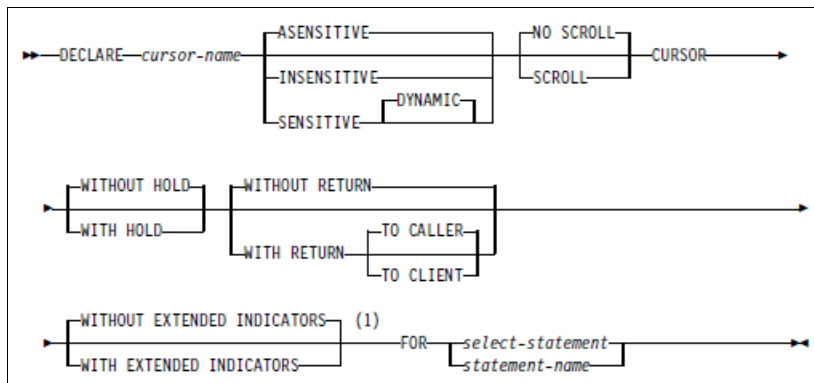 ASENSITIVE NO SCROLL
DECLARE cursor-name CURSOR
INSENSITIVE SCROLL
DYNAMIC
SENSITIVE
WITHOUT HOLD WITHOUT RETURN
WITH HOLD TO CALLER
WITH RETURN
TO CLIENT
WITHOUT EXTENDED INDICATORS (1)
FOR select-statement
WITH EXTENDED INDICATORS statement-name